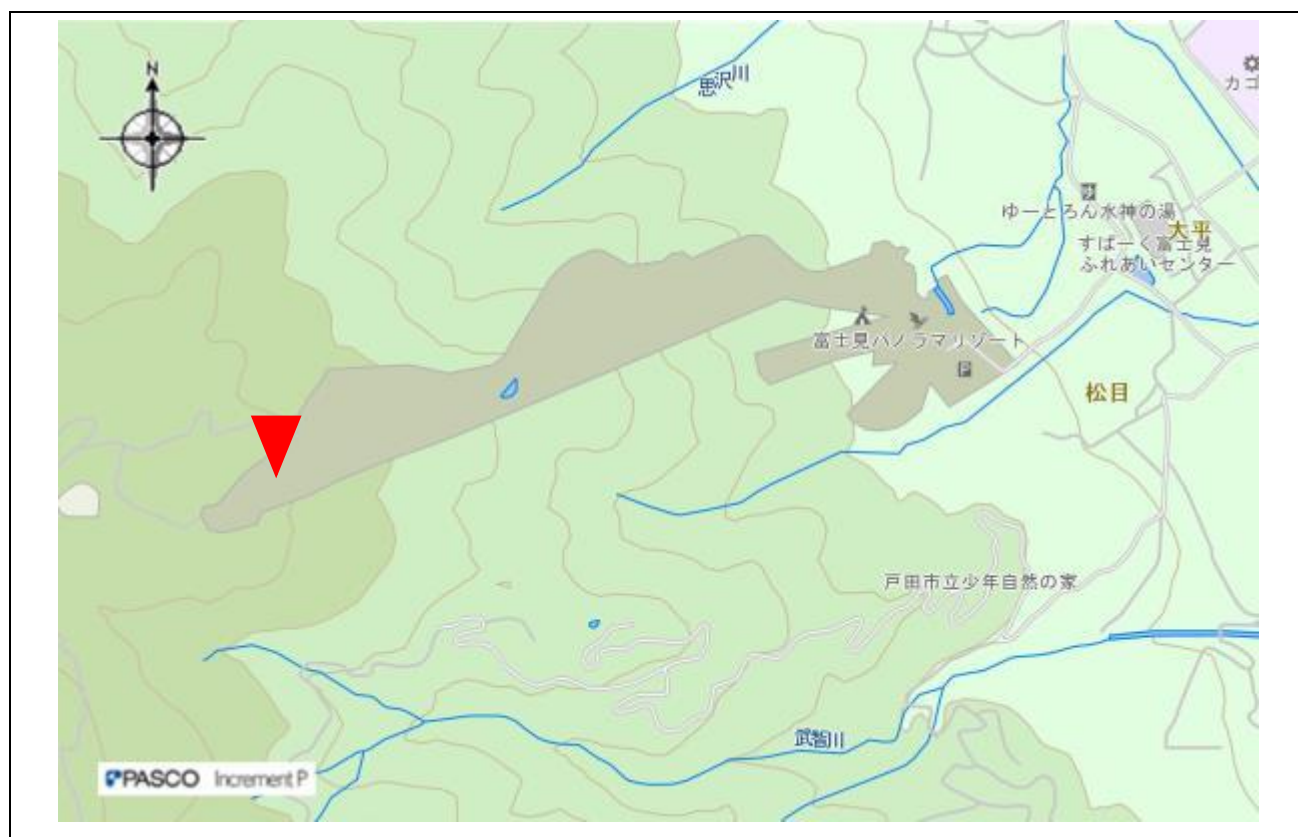 N
思沢川
カゴ
ゆーとろん水神の湯
大平
すぱーく富士見
ふれあいセンター
富士見パノラマリゾート
P
松目
戸田市立少年自然の家
武智川
PASCO Increment P